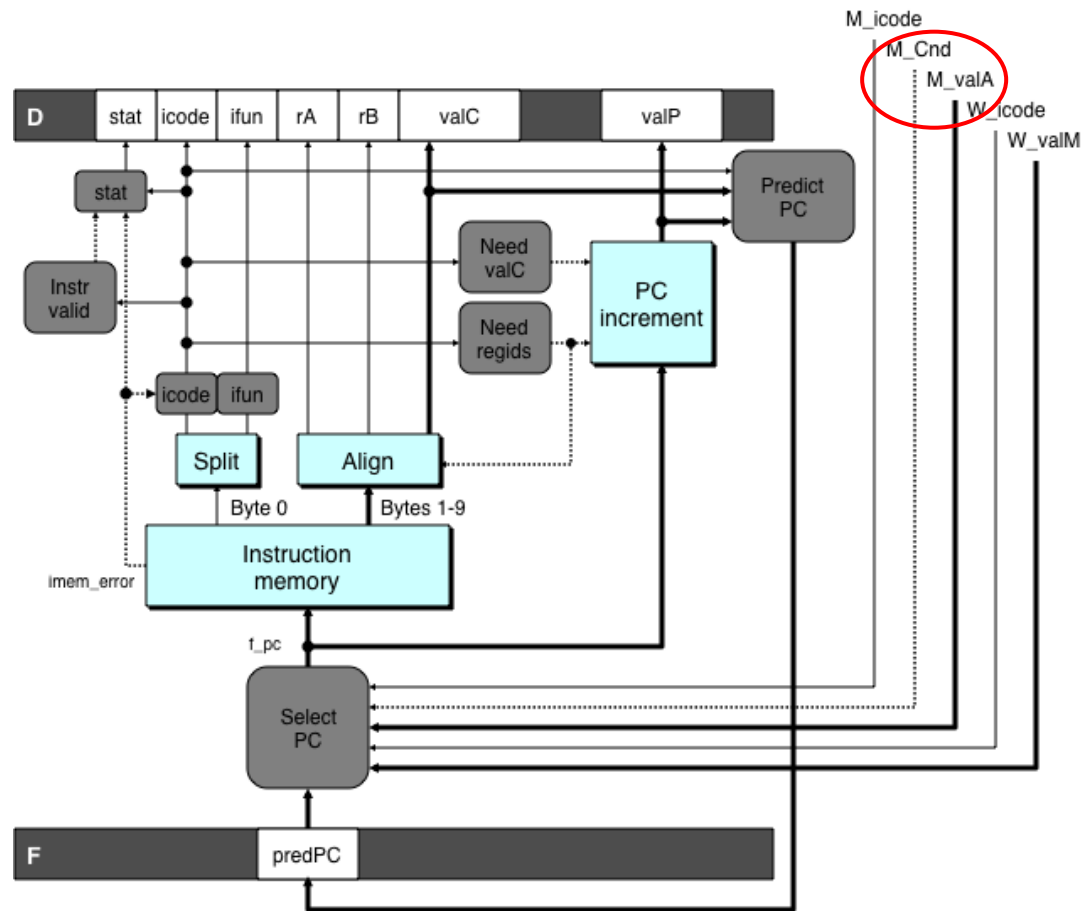 M_icode
M_Cnd
M_valA
W_icode
W_valM
D
stat icode ifun rA rB valC valP
stat
Predict
PC
Instr
valid
Need
valC
Need
regids
PC
increment
icode ifun
Split
Align
Byte 0
Bytes 1-9
Instruction
memory
imem_error
f_pc
Select
PC
F
predPC